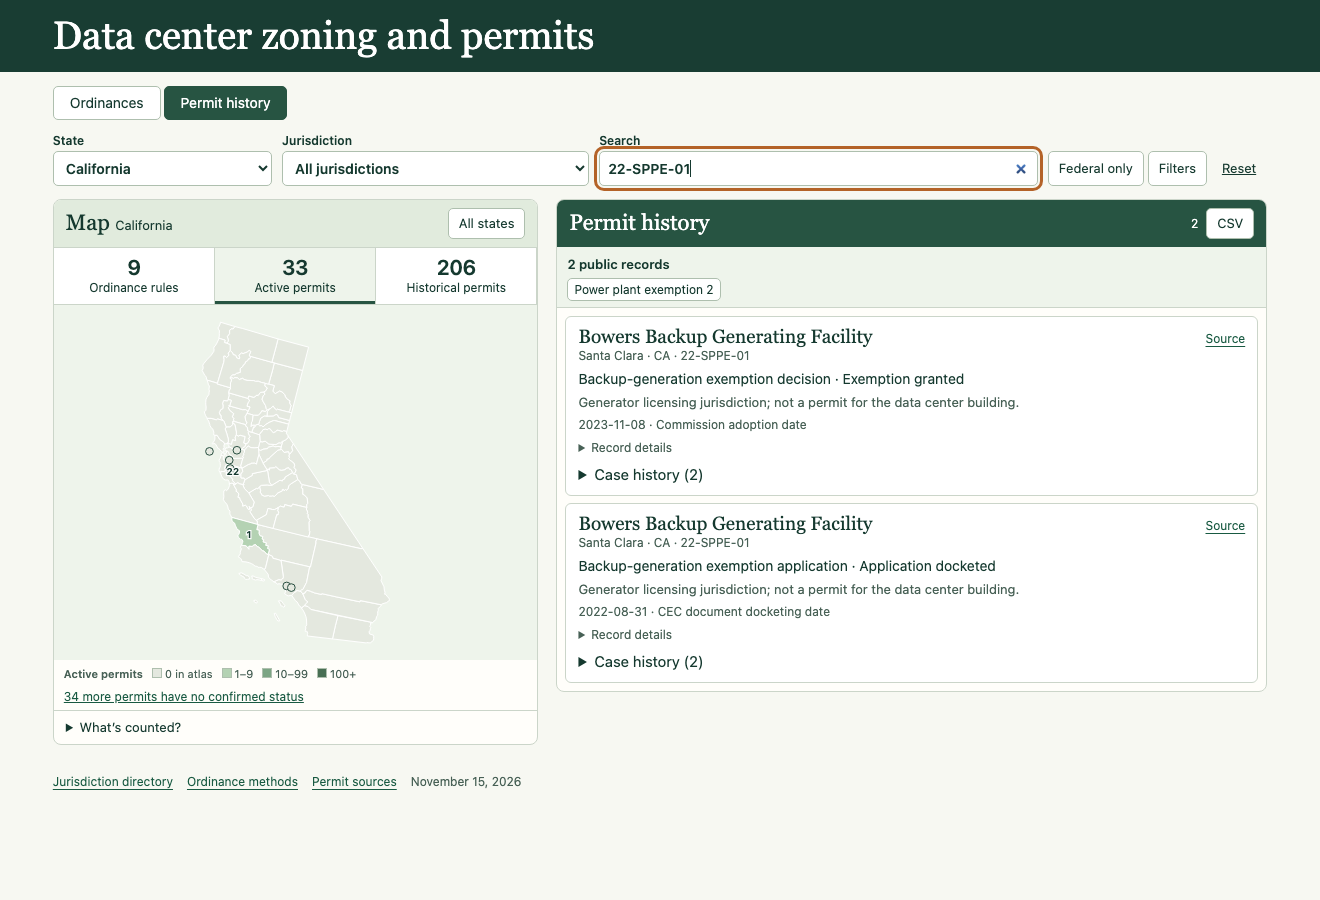 Data center zoning and permits
Ordinances
Permit history
State
Jurisdiction
Search
California
All jurisdictions
22-SPPE-01
Federal only
Filters
Reset
Map California
All states
9
Ordinance rules
33
Active permits
206
Historical permits
22
1
Active permits 0 in atlas 1–9 10–99 100+
34 more permits have no confirmed status
What's counted?
Permit history
2
CSV
2 public records
Power plant exemption 2
Bowers Backup Generating Facility
Source
Santa Clara · CA · 22-SPPE-01
Backup-generation exemption decision · Exemption granted
Generator licensing jurisdiction; not a permit for the data center building.
2023-11-08 · Commission adoption date
Record details
Case history (2)
Bowers Backup Generating Facility
Source
Santa Clara · CA · 22-SPPE-01
Backup-generation exemption application · Application docketed
Generator licensing jurisdiction; not a permit for the data center building.
2022-08-31 · CEC document docketing date
Record details
Case history (2)
Jurisdiction directory Ordinance methods Permit sources November 15, 2026